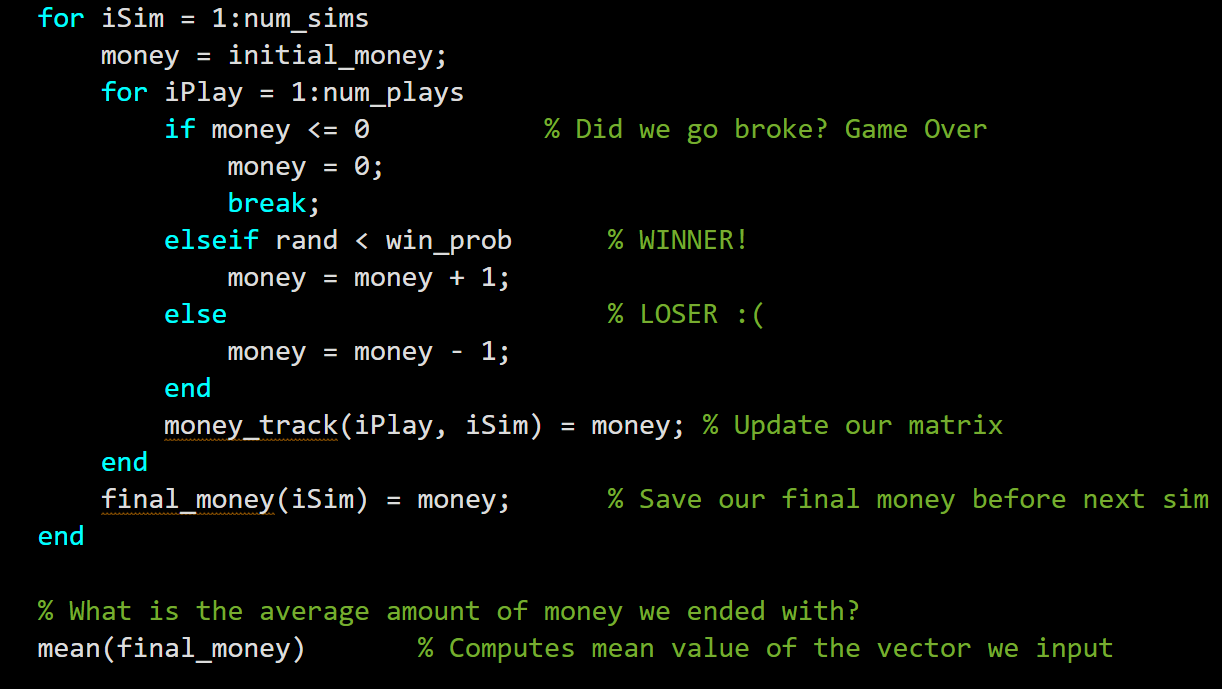 for iSim = 1:num_sims
    money = initial_money;
    for iPlay = 1:num_plays
        if money <= 0           % Did we go broke? Game Over
            money = 0;
            break;
        elseif rand < win_prob      % WINNER!
            money = money + 1;
        else                        % LOSER :(
            money = money - 1;
        end
        money_track(iPlay, iSim) = money; % Update our matrix
    end
    final_money(iSim) = money;      % Save our final money before next sim
end

% What is the average amount of money we ended with?
mean(final_money)       % Computes mean value of the vector we input